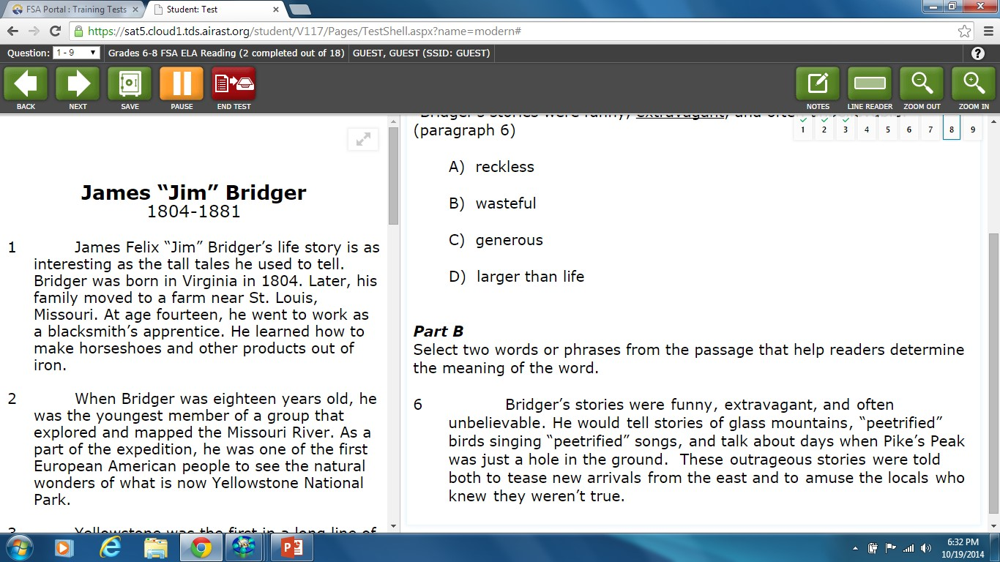 FSA Portal : Training Tests
Student: Test
https://sat5.cloud1.tds.airast.org/student/V117/Pages/TestShell.aspx?name=modern#
Question: 1 - 9 Grades 6-8 FSA ELA Reading (2 completed out of 18) GUEST, GUEST (SSID: GUEST)
BACK NEXT SAVE PAUSE END TEST NOTES LINE READER ZOOM OUT ZOOM IN
James “Jim” Bridger
1804-1881
1 James Felix “Jim” Bridger’s life story is as
interesting as the tall tales he used to tell.
Bridger was born in Virginia in 1804. Later, his
family moved to a farm near St. Louis,
Missouri. At age fourteen, he went to work as
a blacksmith’s apprentice. He learned how to
make horseshoes and other products out of
iron.
2 When Bridger was eighteen years old, he
was the youngest member of a group that
explored and mapped the Missouri River. As a
part of the expedition, he was one of the first
European American people to see the natural
wonders of what is now Yellowstone National
Park.
3 Yellowstone was the first in a long line of
Bridger’s stories were funny, extravagant, and
1 2 3 4 5 6 7 8 9
(paragraph 6)
A) reckless
B) wasteful
C) generous
D) larger than life
Part B
Select two words or phrases from the passage that help readers determine
the meaning of the word.
6 Bridger’s stories were funny, extravagant, and often
unbelievable. He would tell stories of glass mountains, “peetrified”
birds singing “peetrified” songs, and talk about days when Pike’s Peak
was just a hole in the ground. These outrageous stories were told
both to tease new arrivals from the east and to amuse the locals who
knew they weren’t true.
6:32 PM
10/19/2014